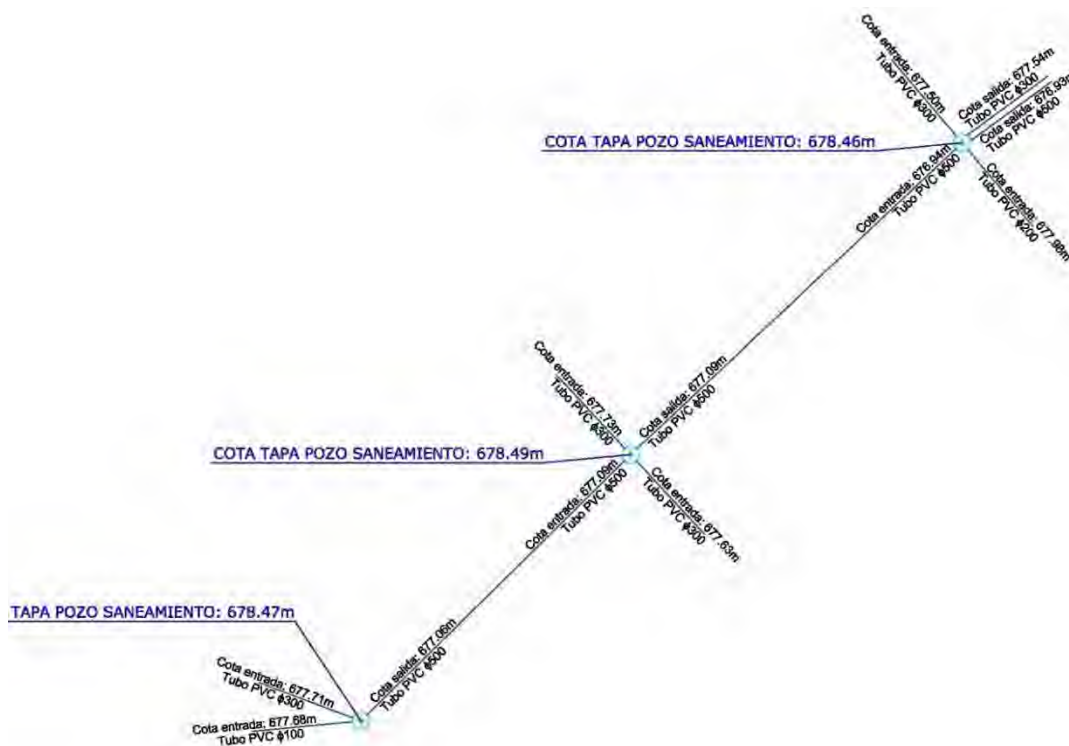 Cota entrada: 677.50m
Tubo PVC ϕ300
Cota salida: 677.54m
Tubo PVC ϕ300
Cota salida: 676.93m
Tubo PVC ϕ500
COTA TAPA POZO SANEAMIENTO: 678.46m
Cota entrada: 676.94m
Tubo PVC ϕ500
Cota entrada: 677.98m
Tubo PVC ϕ200
Cota entrada: 677.73m
Tubo PVC ϕ300
Cota salida: 677.09m
Tubo PVC ϕ500
COTA TAPA POZO SANEAMIENTO: 678.49m
Cota entrada: 677.09m
Tubo PVC ϕ500
Cota entrada: 677.63m
Tubo PVC ϕ300
TAPA POZO SANEAMIENTO: 678.47m
Cota salida: 677.06m
Tubo PVC ϕ500
Cota entrada: 677.71m
Tubo PVC ϕ300
Cota entrada: 677.68m
Tubo PVC ϕ100